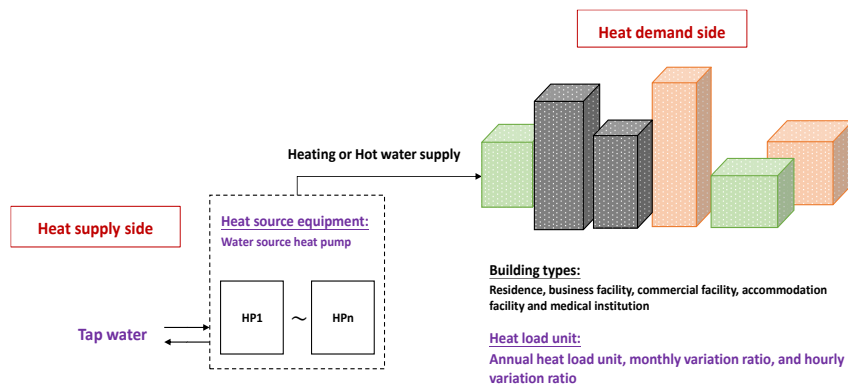 Heat demand side
Heating or Hot water supply
Heat supply side
Heat source equipment:
Water source heat pump
HP1
～
HPn
Tap water
Building types:
Residence, business facility, commercial facility, accommodation
facility and medical institution
Heat load unit:
Annual heat load unit, monthly variation ratio, and hourly
variation ratio